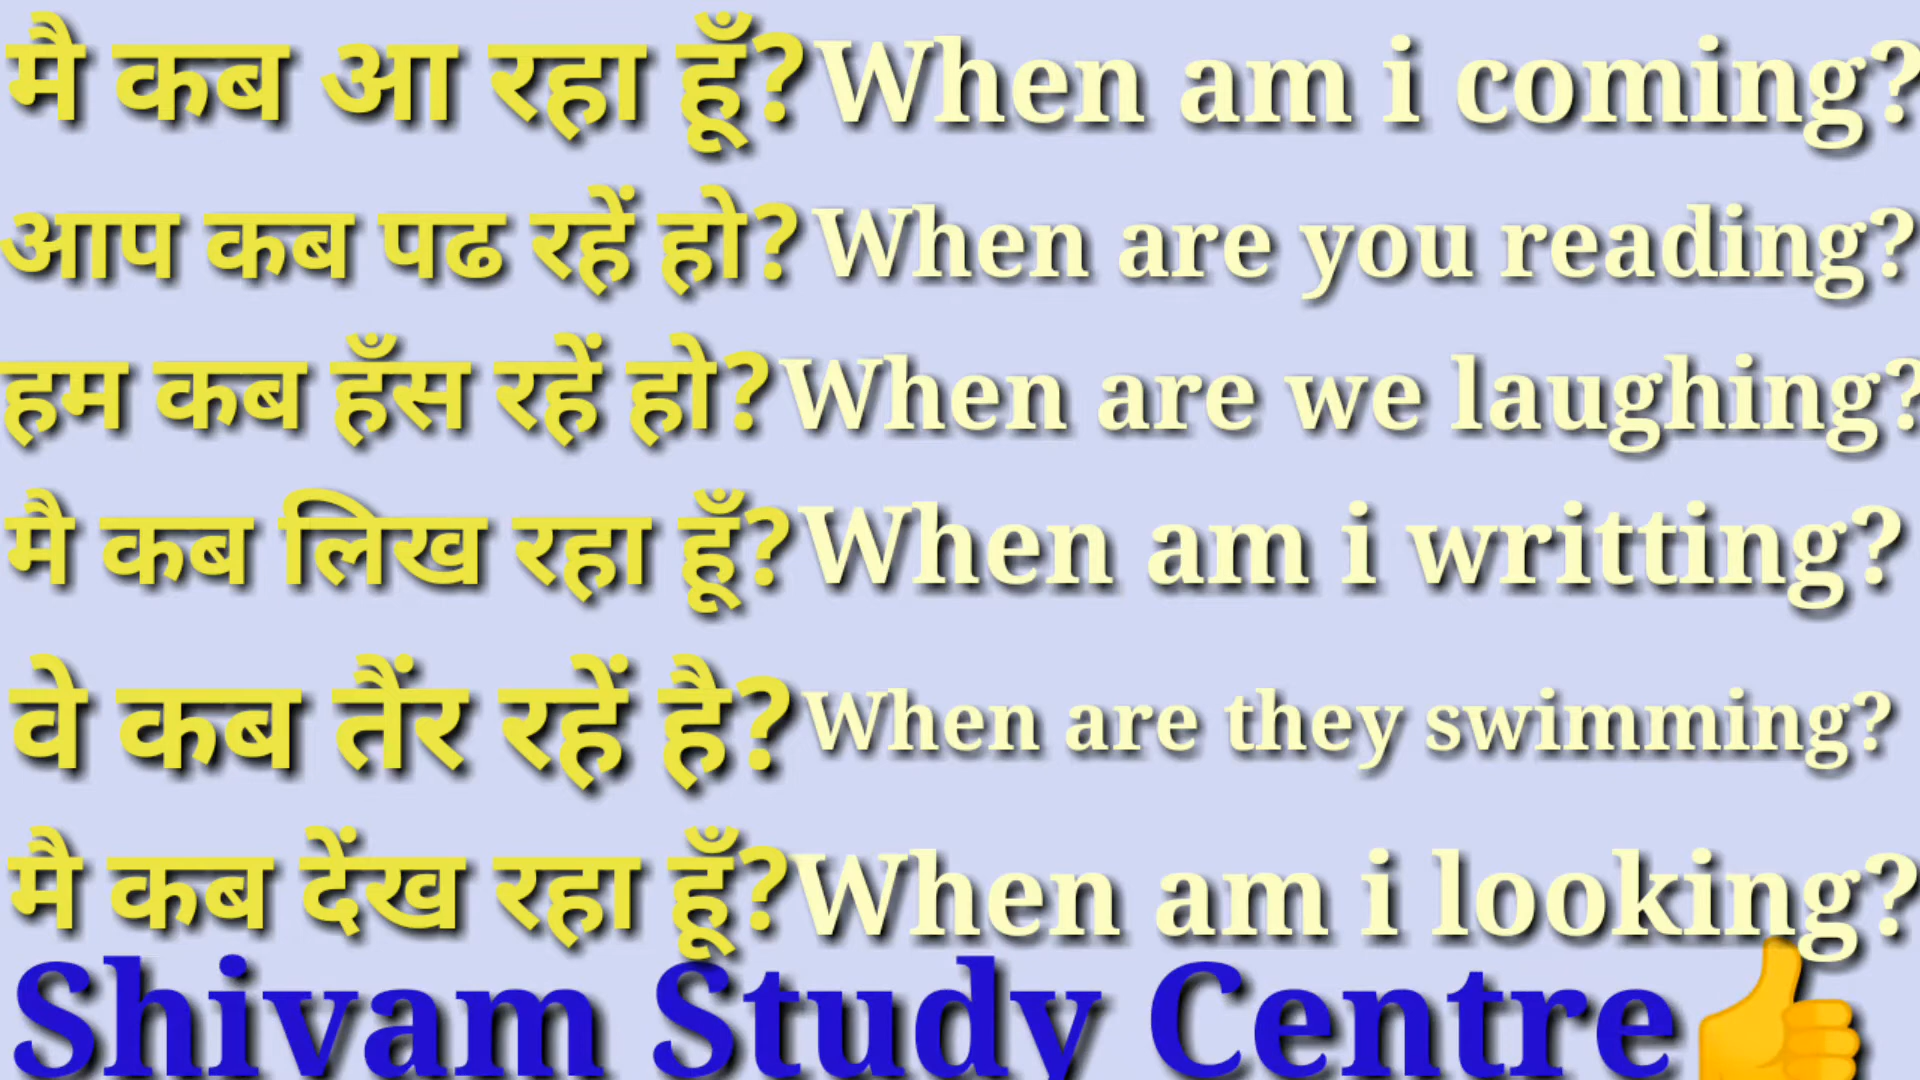 मै कब आ रहा हूँ? When am i coming?
आप कब पढ रहें हो? When are you reading?
हम कब हँस रहें हो? When are we laughing?
मै कब लिख रहा हूँ? When am i writting?
वे कब तैंर रहें है? When are they swimming?
मै कब देंख रहा हूँ? When am i looking?
Shivam Study Centre👍